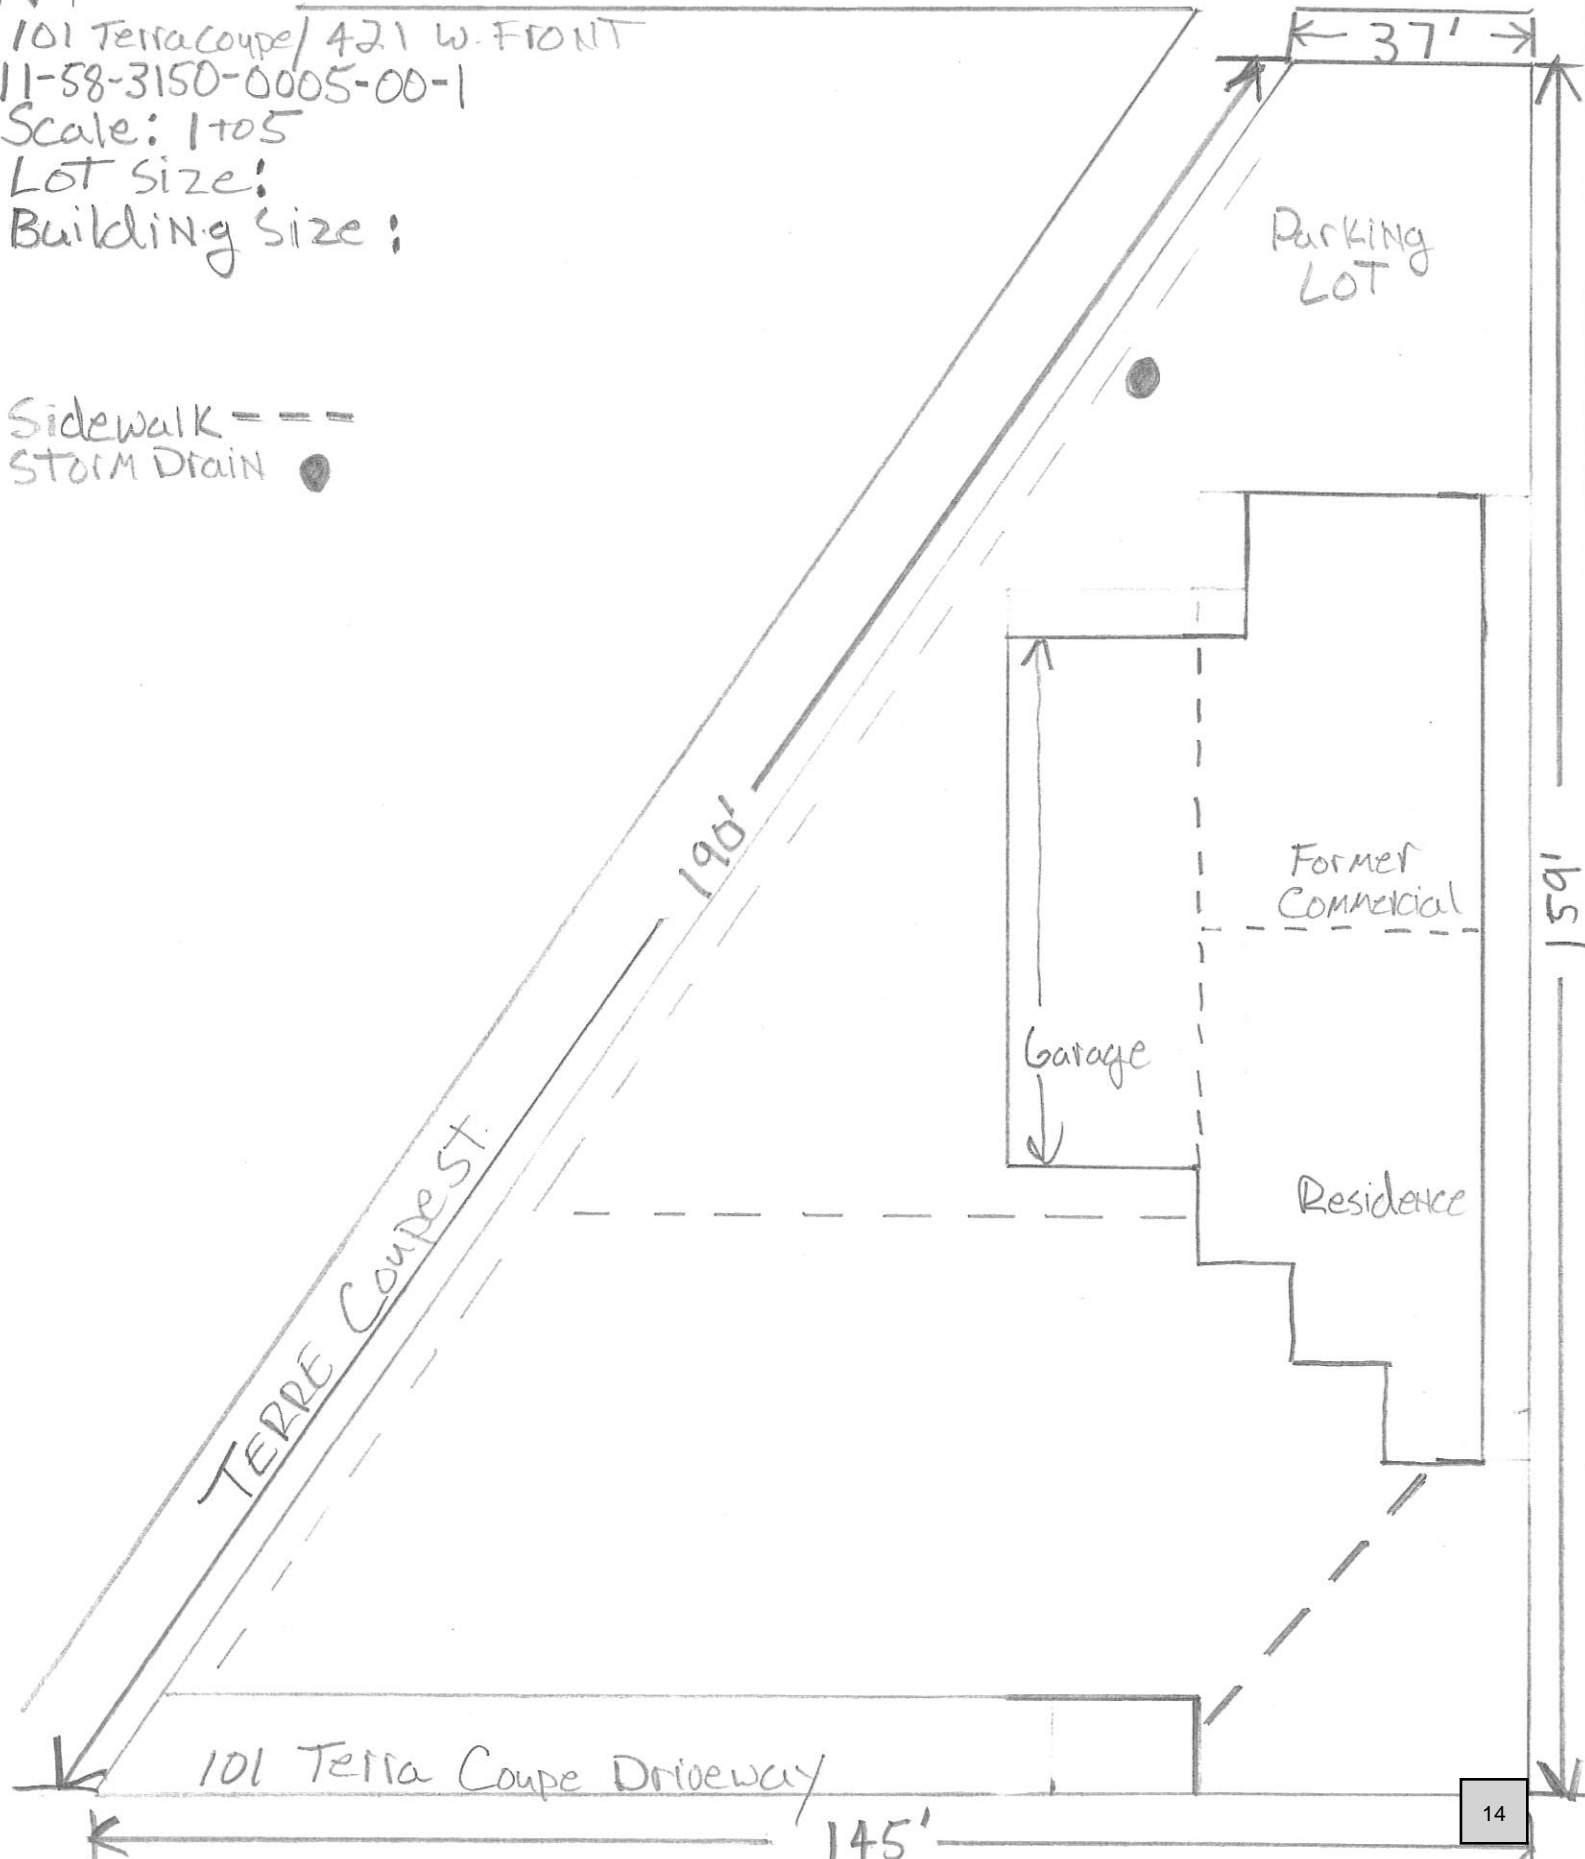 101 Terracoupe/ 421 W. FRONT
11-58-3150-0005-00-1
Scale: 1 to 5
LOT Size:
Building Size:
Sidewalk ---
STORM Drain
37'
Parking
LOT
190'
Former
Commercial
159'
Garage
Residence
TERRE Coupe St.
101 Terra Coupe Driveway
145'
14